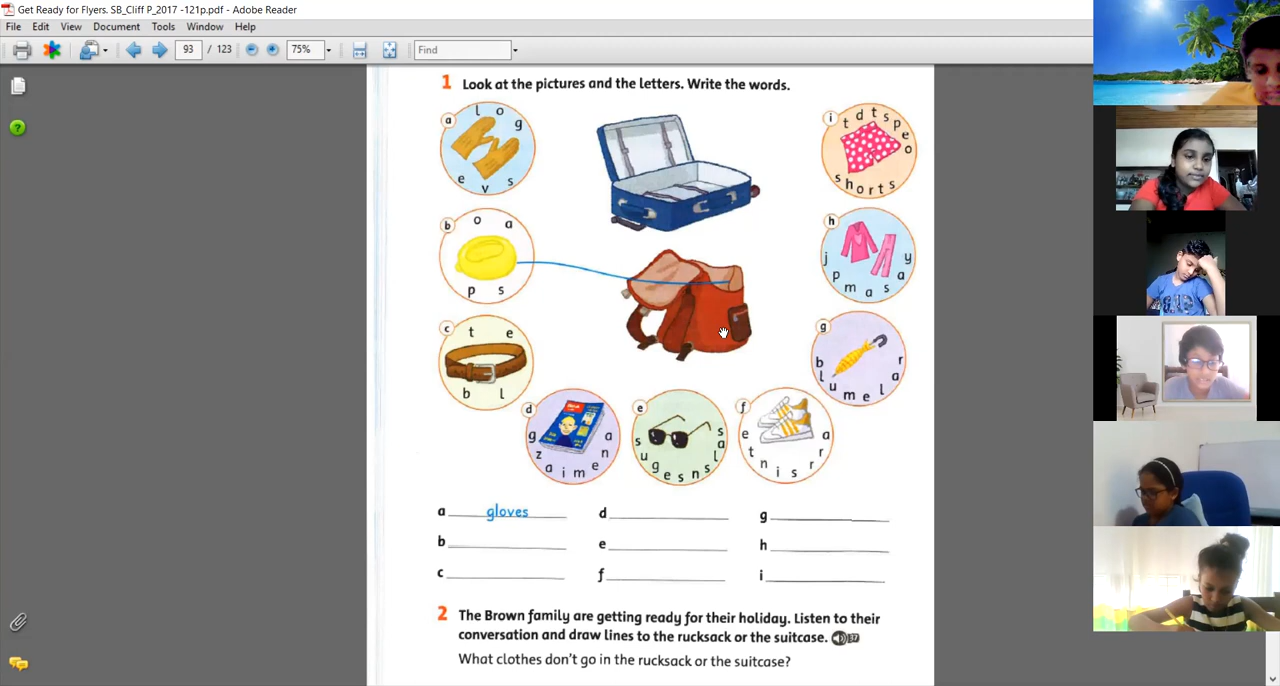 Get Ready for Flyers. SB_Cliff P_2017 -121p.pdf - Adobe Reader
File Edit View Document Tools Window Help
93 / 123 75% Find
1 Look at the pictures and the letters. Write the words.
a l o g e v s
i t d t s p e o s h o r t s
b o a p s
h j y p a m a s
c t e b l
g b r l a u l m e
d g a z n a i m e
e s s u a g l e s n s
f e a t r n r i s
a gloves d g
b e h
c f i
2 The Brown family are getting ready for their holiday. Listen to their
conversation and draw lines to the rucksack or the suitcase. 37
What clothes don't go in the rucksack or the suitcase?